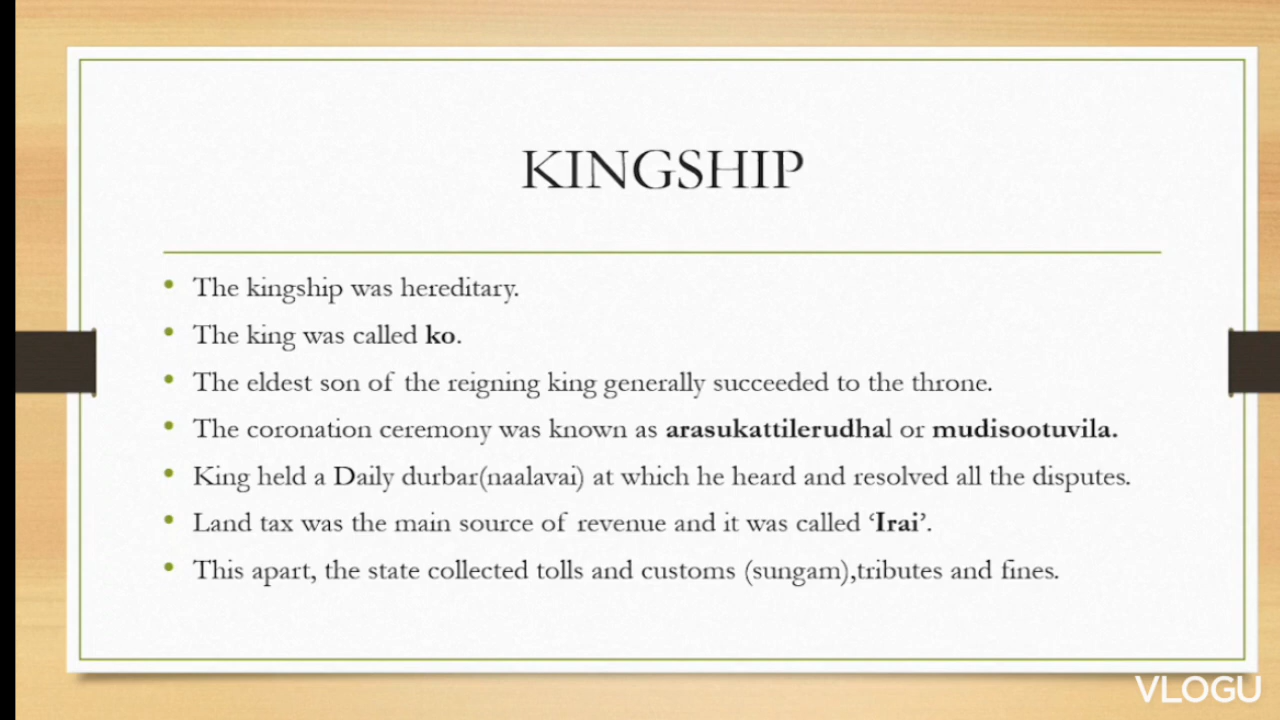 KINGSHIP
The kingship was hereditary.
The king was called ko.
The eldest son of the reigning king generally succeeded to the throne.
The coronation ceremony was known as arasukattilerudhal or mudisootuvila.
King held a Daily durbar(naalavai) at which he heard and resolved all the disputes.
Land tax was the main source of revenue and it was called ‘Irai’.
This apart, the state collected tolls and customs (sungam),tributes and fines.
VLOGU